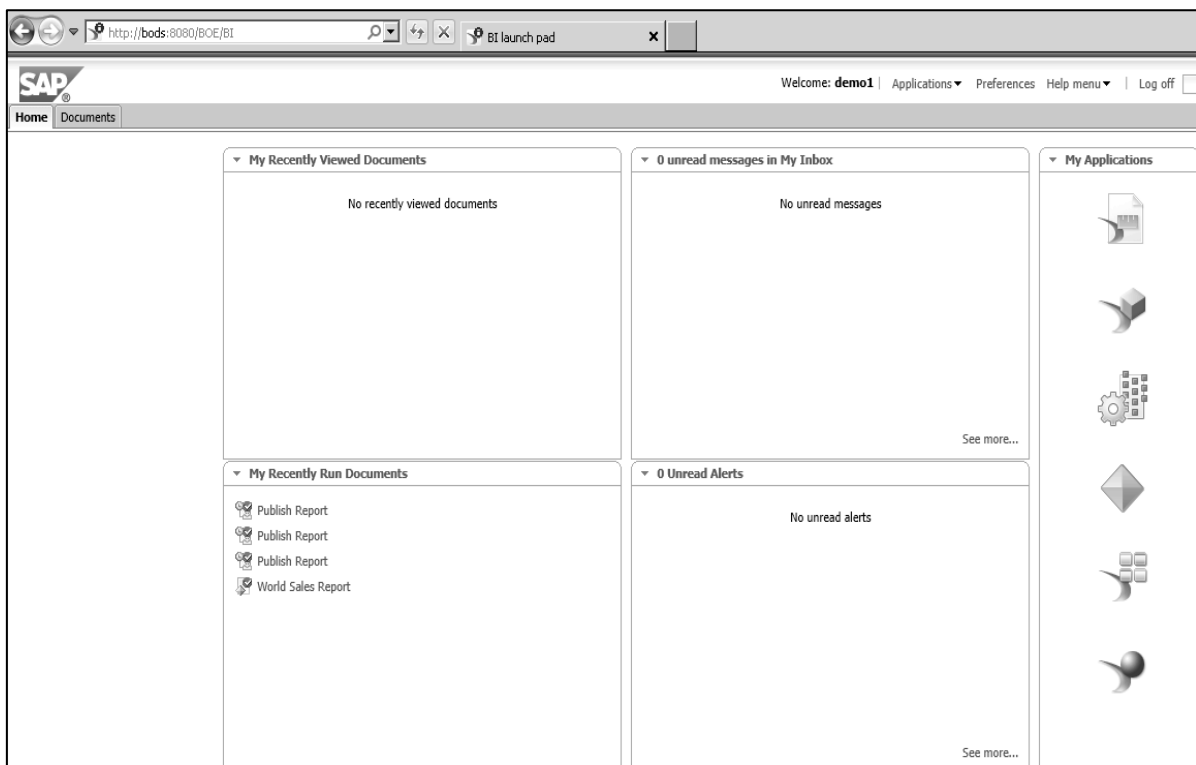 http://bods:8080/BOE/BI
BI launch pad
SAP®
Welcome: demo1 | Applications Preferences Help menu | Log off
Home Documents
My Recently Viewed Documents
No recently viewed documents
0 unread messages in My Inbox
No unread messages
See more...
My Applications
My Recently Run Documents
Publish Report
Publish Report
Publish Report
World Sales Report
0 Unread Alerts
No unread alerts
See more...